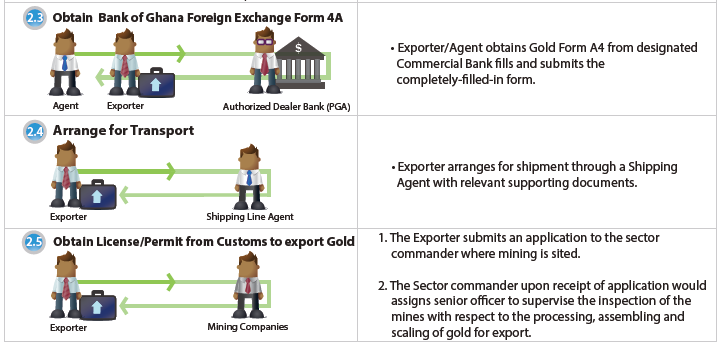 2.3 Obtain Bank of Ghana Foreign Exchange Form 4A
$
Agent
Exporter
Authorized Dealer Bank (PGA)
• Exporter/Agent obtains Gold Form A4 from designated
Commercial Bank fills and submits the
completely-filled-in form.
2.4 Arrange for Transport
Exporter
Shipping Line Agent
• Exporter arranges for shipment through a Shipping
Agent with relevant supporting documents.
2.5 Obtain License/Permit from Customs to export Gold
Exporter
Mining Companies
1. The Exporter submits an application to the sector
commander where mining is sited.
2. The Sector commander upon receipt of application would
assigns senior officer to supervise the inspection of the
mines with respect to the processing, assembling and
scaling of gold for export.